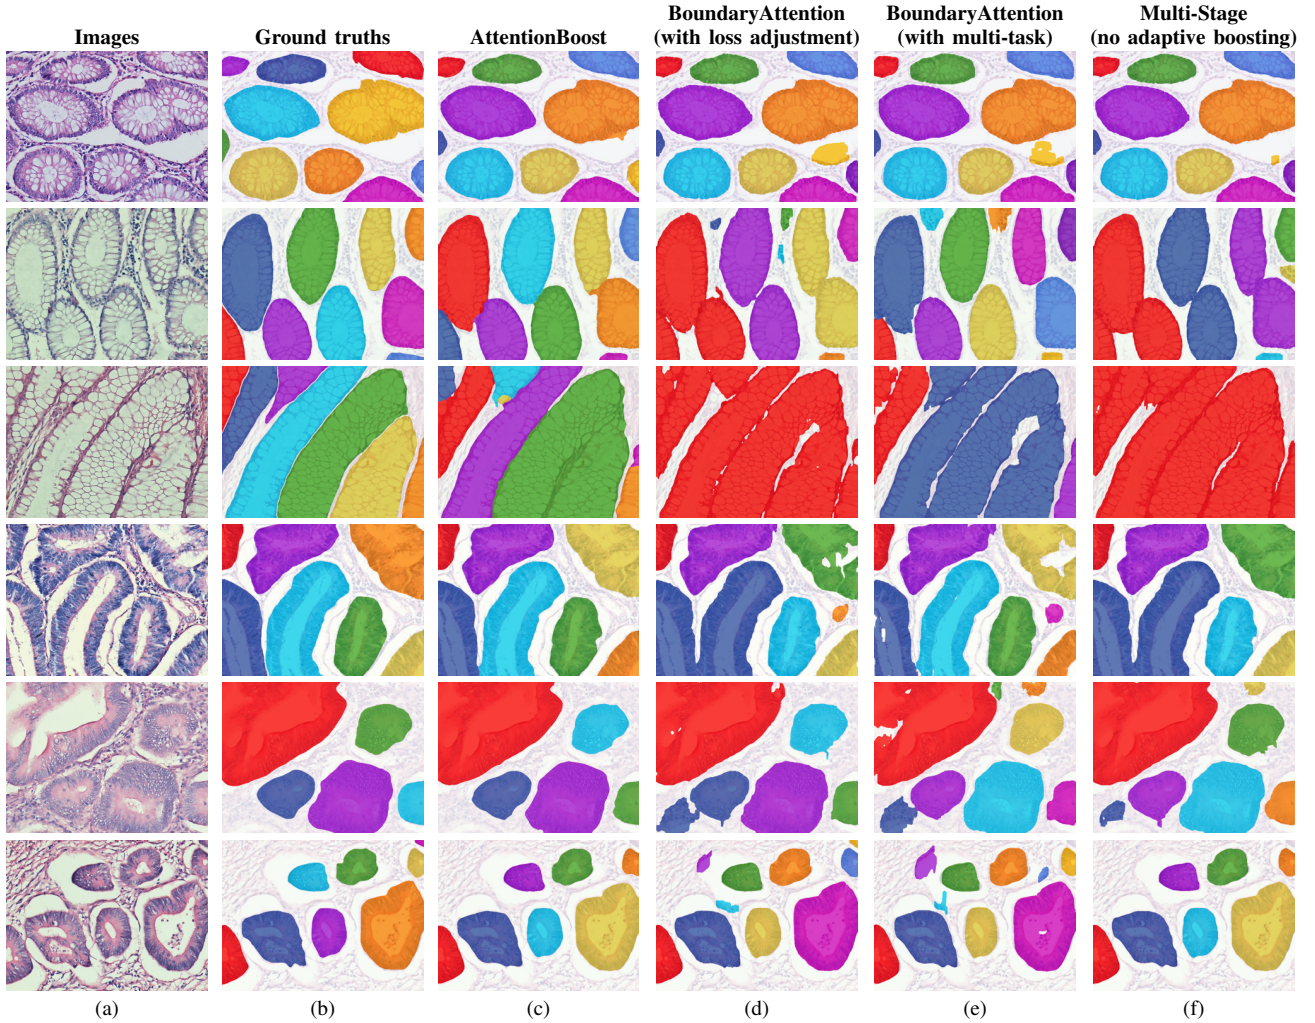 Images
Ground truths
AttentionBoost
BoundaryAttention
(with loss adjustment)
BoundaryAttention
(with multi-task)
Multi-Stage
(no adaptive boosting)
(a)
(b)
(c)
(d)
(e)
(f)